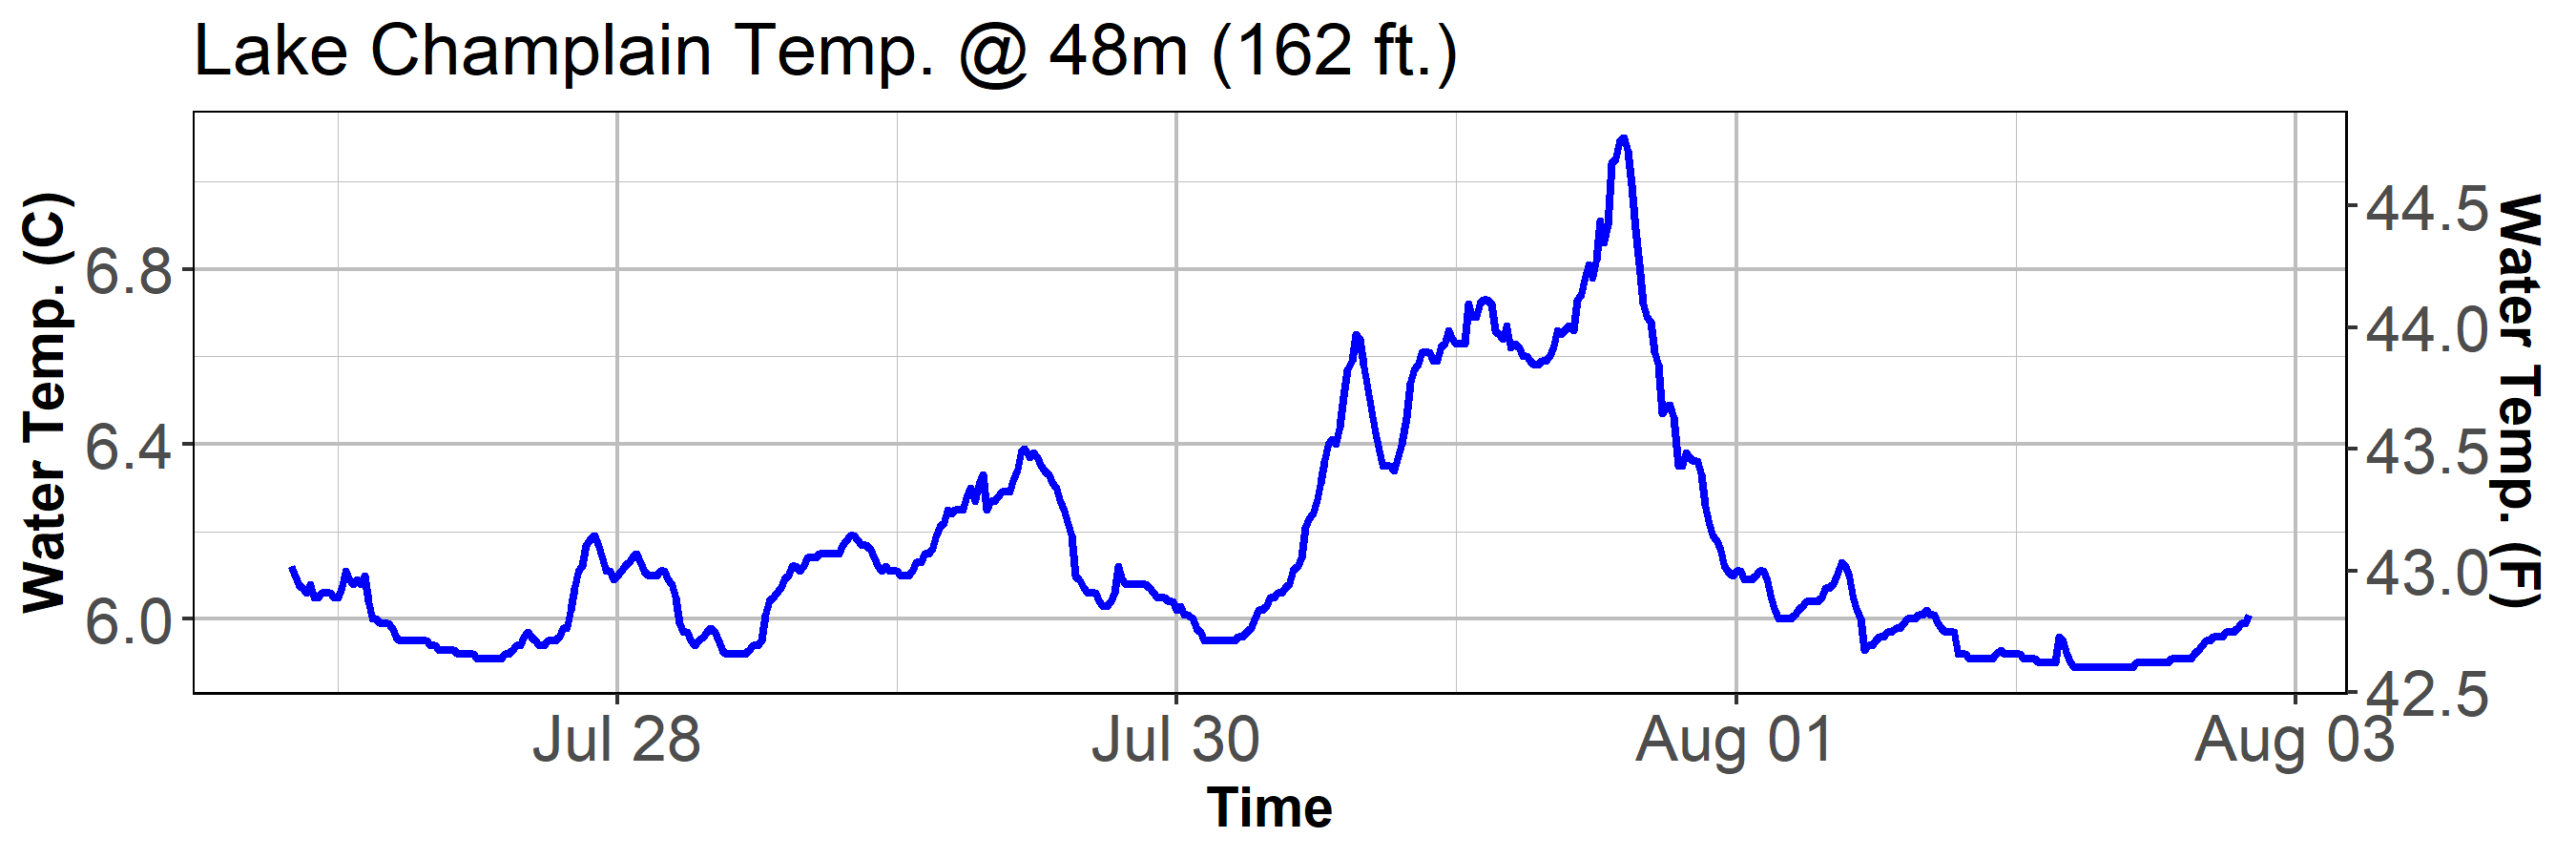 Lake Champlain Temp. @ 48m (162 ft.)
Water Temp. (C)
6.8
6.4
6.0
44.5
44.0
43.5
43.0
42.5
Water Temp. (F)
Jul 28
Jul 30
Aug 01
Aug 03
Time